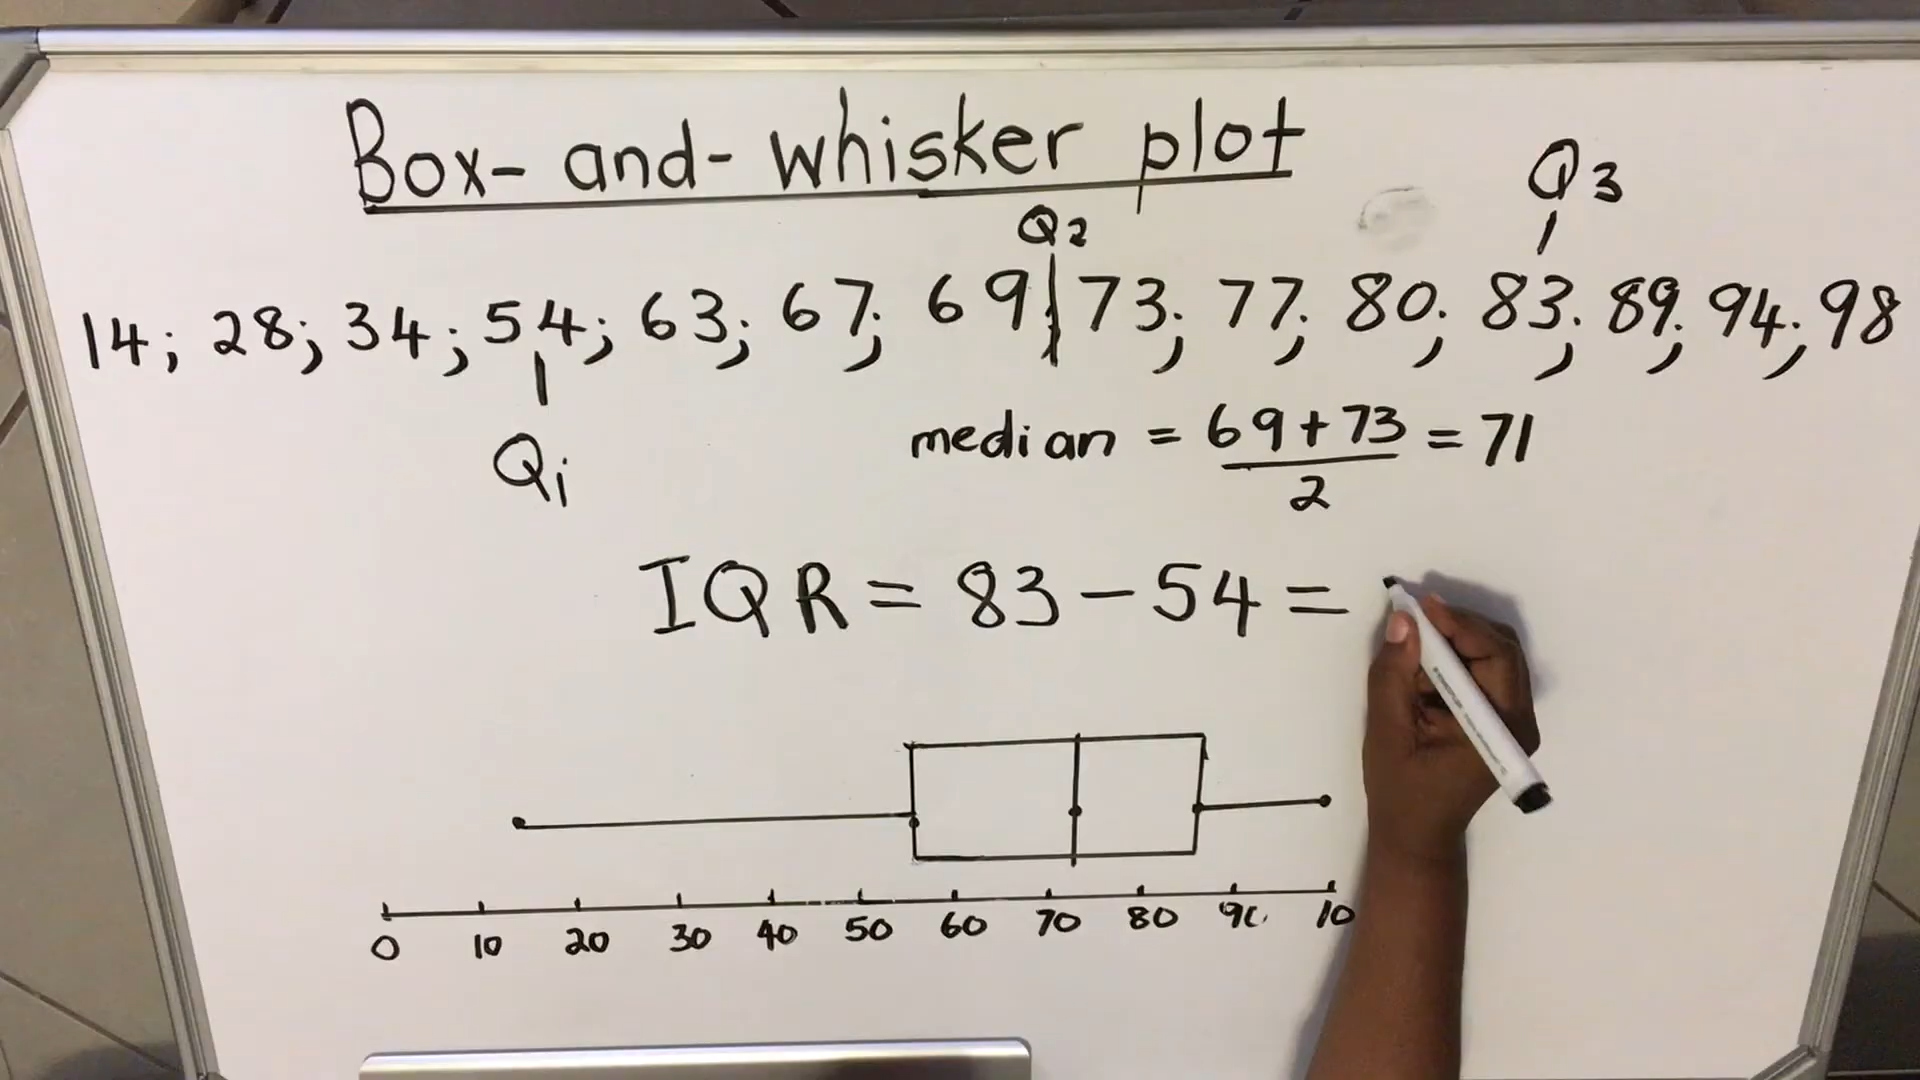 Box-and-whisker plot
Q3
Q2
14; 28; 34; 54; 63; 67; 69; 73; 77; 80; 83; 89; 94; 98
Q1
median = 69+73 = 71
2
IQR = 83 - 54 =
0 10 20 30 40 50 60 70 80 90 10